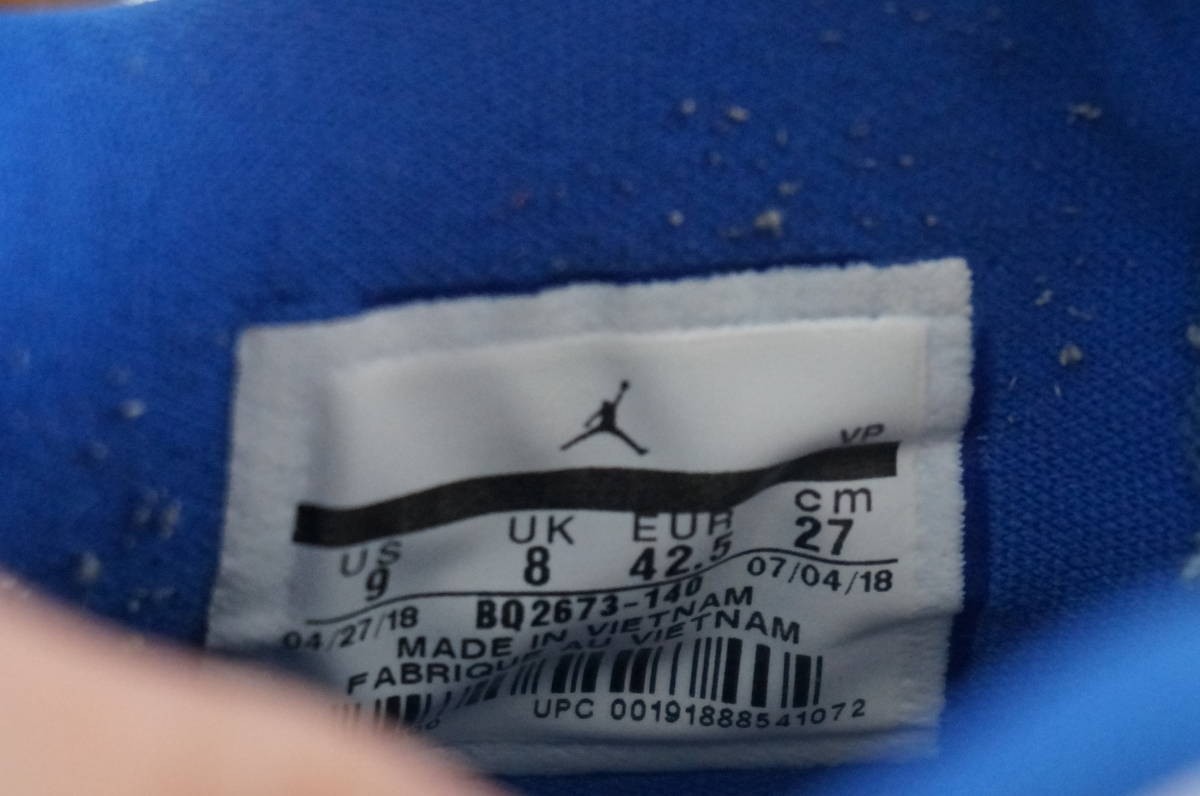 VP
US UK EUR cm
9 8 42.5 27
04/27/18 BQ2673-140 07/04/18
MADE IN VIETNAM
FABRIQUE AU VIETNAM
UPC 00191888541072